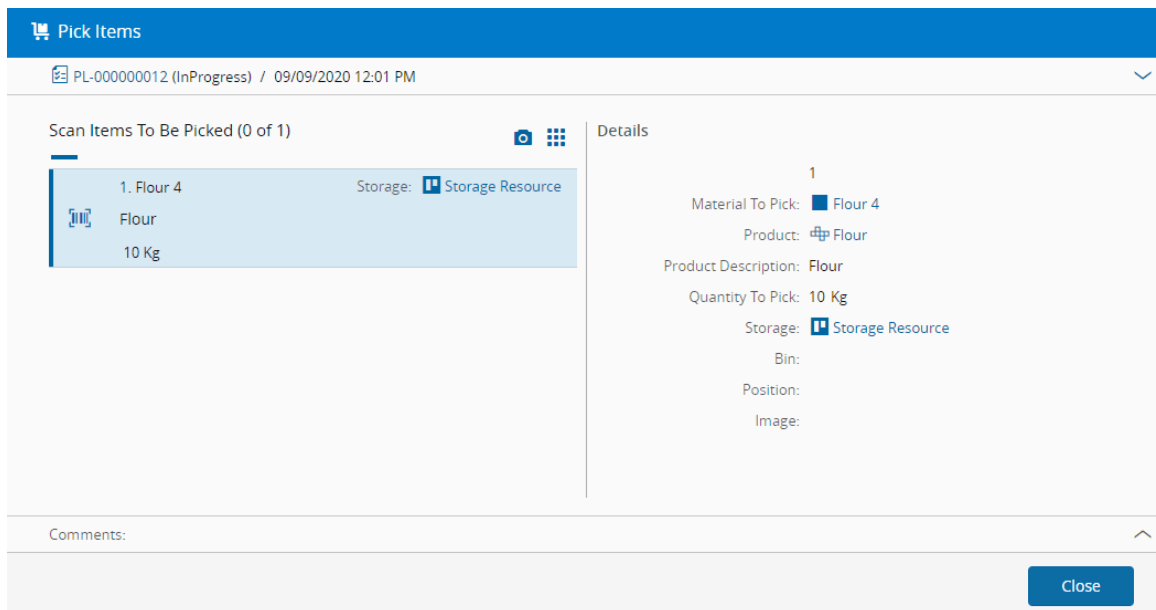 Pick Items
PL-000000012 (InProgress) / 09/09/2020 12:01 PM
Scan Items To Be Picked (0 of 1)
1. Flour 4 Storage: Storage Resource
Flour
10 Kg
Details
1
Material To Pick: Flour 4
Product: Flour
Product Description: Flour
Quantity To Pick: 10 Kg
Storage: Storage Resource
Bin:
Position:
Image:
Comments:
Close